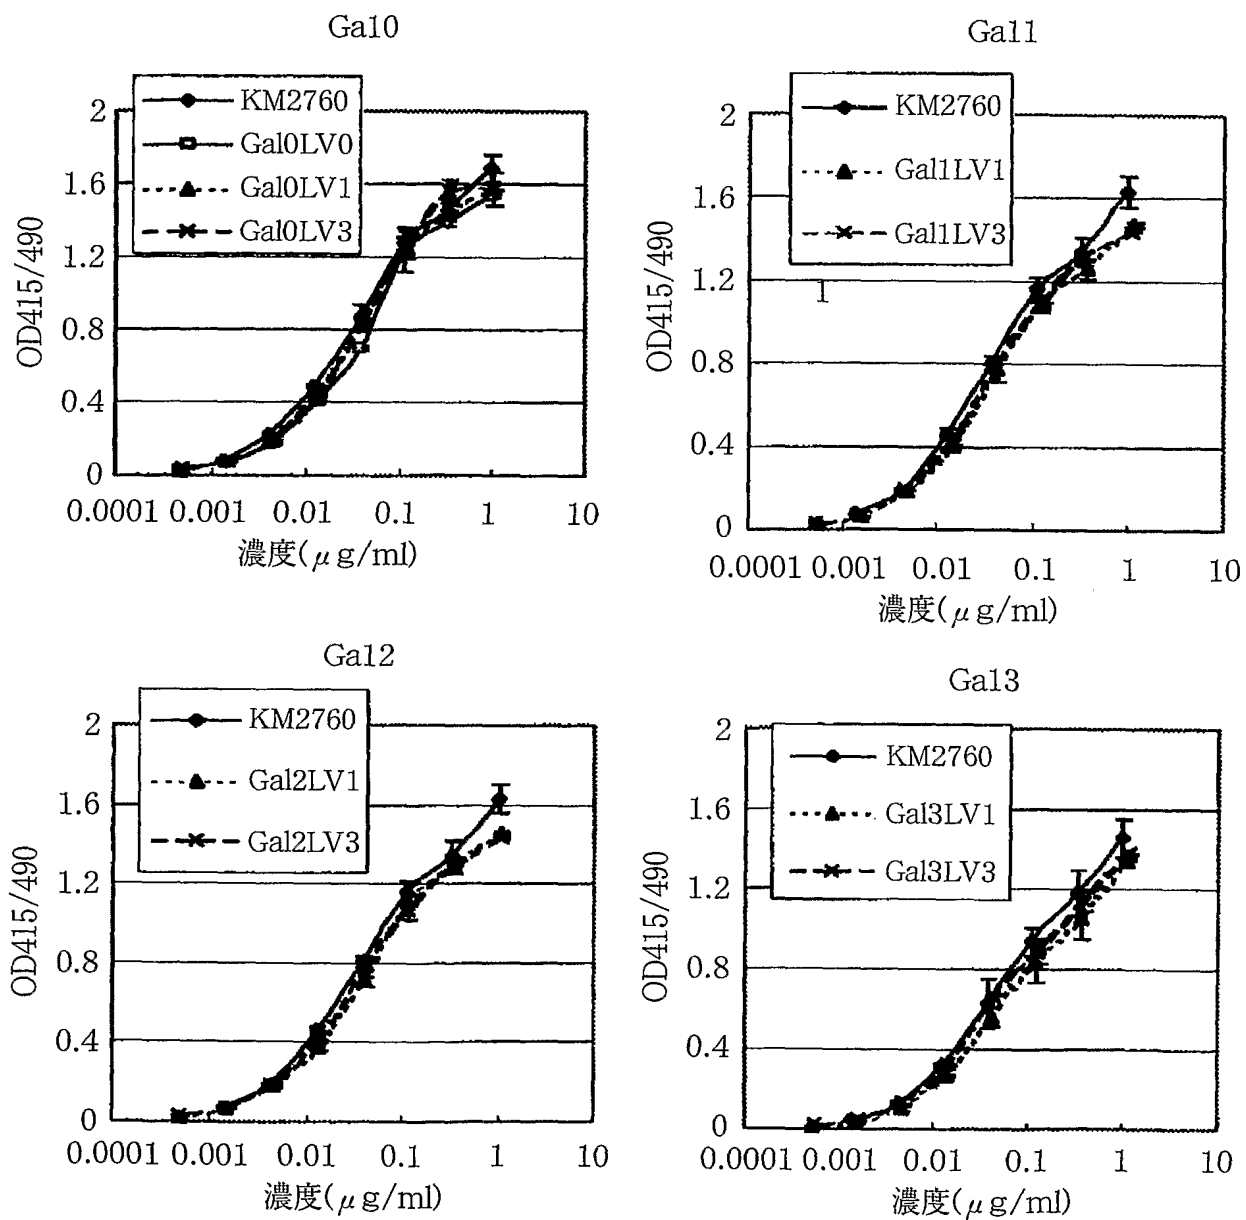 Gal0
KM2760
Gal0LV0
Gal0LV1
Gal0LV3
OD415/490
2
1.6
1.2
0.8
0.4
0
0.0001 0.001 0.01 0.1 1 10
濃度(μg/ml)
Gal1
KM2760
Gal1LV1
Gal1LV3
1
OD415/490
2
1.6
1.2
0.8
0.4
0
0.0001 0.001 0.01 0.1 1 10
濃度(μg/ml)
Gal2
KM2760
Gal2LV1
Gal2LV3
OD415/490
2
1.6
1.2
0.8
0.4
0
0.0001 0.001 0.01 0.1 1 10
濃度(μg/ml)
Gal3
KM2760
Gal3LV1
Gal3LV3
OD415/490
2
1.6
1.2
0.8
0.4
0
0.0001 0.001 0.01 0.1 1 10
濃度(μg/ml)